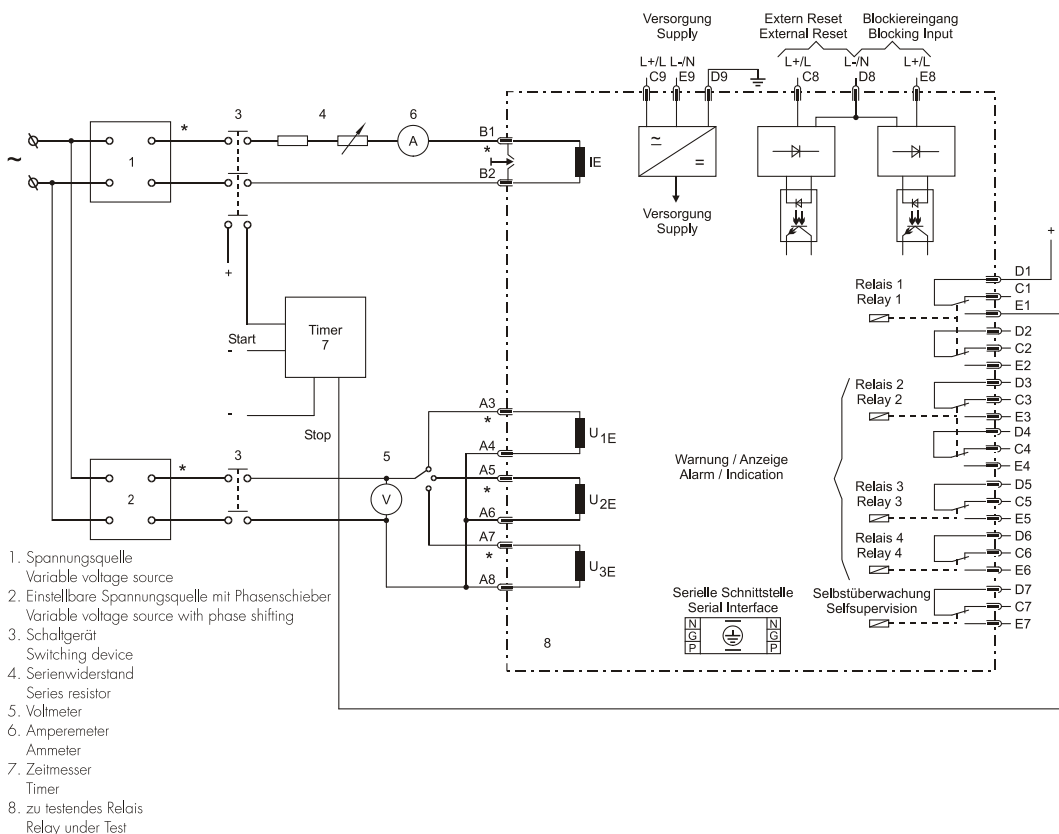 Versorgung
Supply
Extern Reset
External Reset
Blockiereingang
Blocking Input
L+/L L-/N
C9 E9 D9
L+/L
C8
L-/N
D8
L+/L
E8
3
4
6
*
1
A
B1
*
B2
IE
~
≃
=
Versorgung
Supply
+
+
Start
-
-
Timer
7
Stop
Relais 1
Relay 1
D1
C1
E1
D2
C2
E2
Relais 2
Relay 2
D3
C3
E3
D4
C4
E4
Warnung / Anzeige
Alarm / Indication
Relais 3
Relay 3
D5
C5
E5
Relais 4
Relay 4
D6
C6
E6
Selbstüberwachung
Selfsupervision
D7
C7
E7
3
5
*
2
V
A3
*
A4
U1E
A5
*
A6
U2E
A7
*
A8
U3E
Serielle Schnittstelle
Serial Interface
N N
G G
P P
8
1. Spannungsquelle
Variable voltage source
2. Einstellbare Spannungsquelle mit Phasenschieber
Variable voltage source with phase shifting
3. Schaltgerät
Switching device
4. Serienwiderstand
Series resistor
5. Voltmeter
6. Amperemeter
Ammeter
7. Zeitmesser
Timer
8. zu testendes Relais
Relay under Test